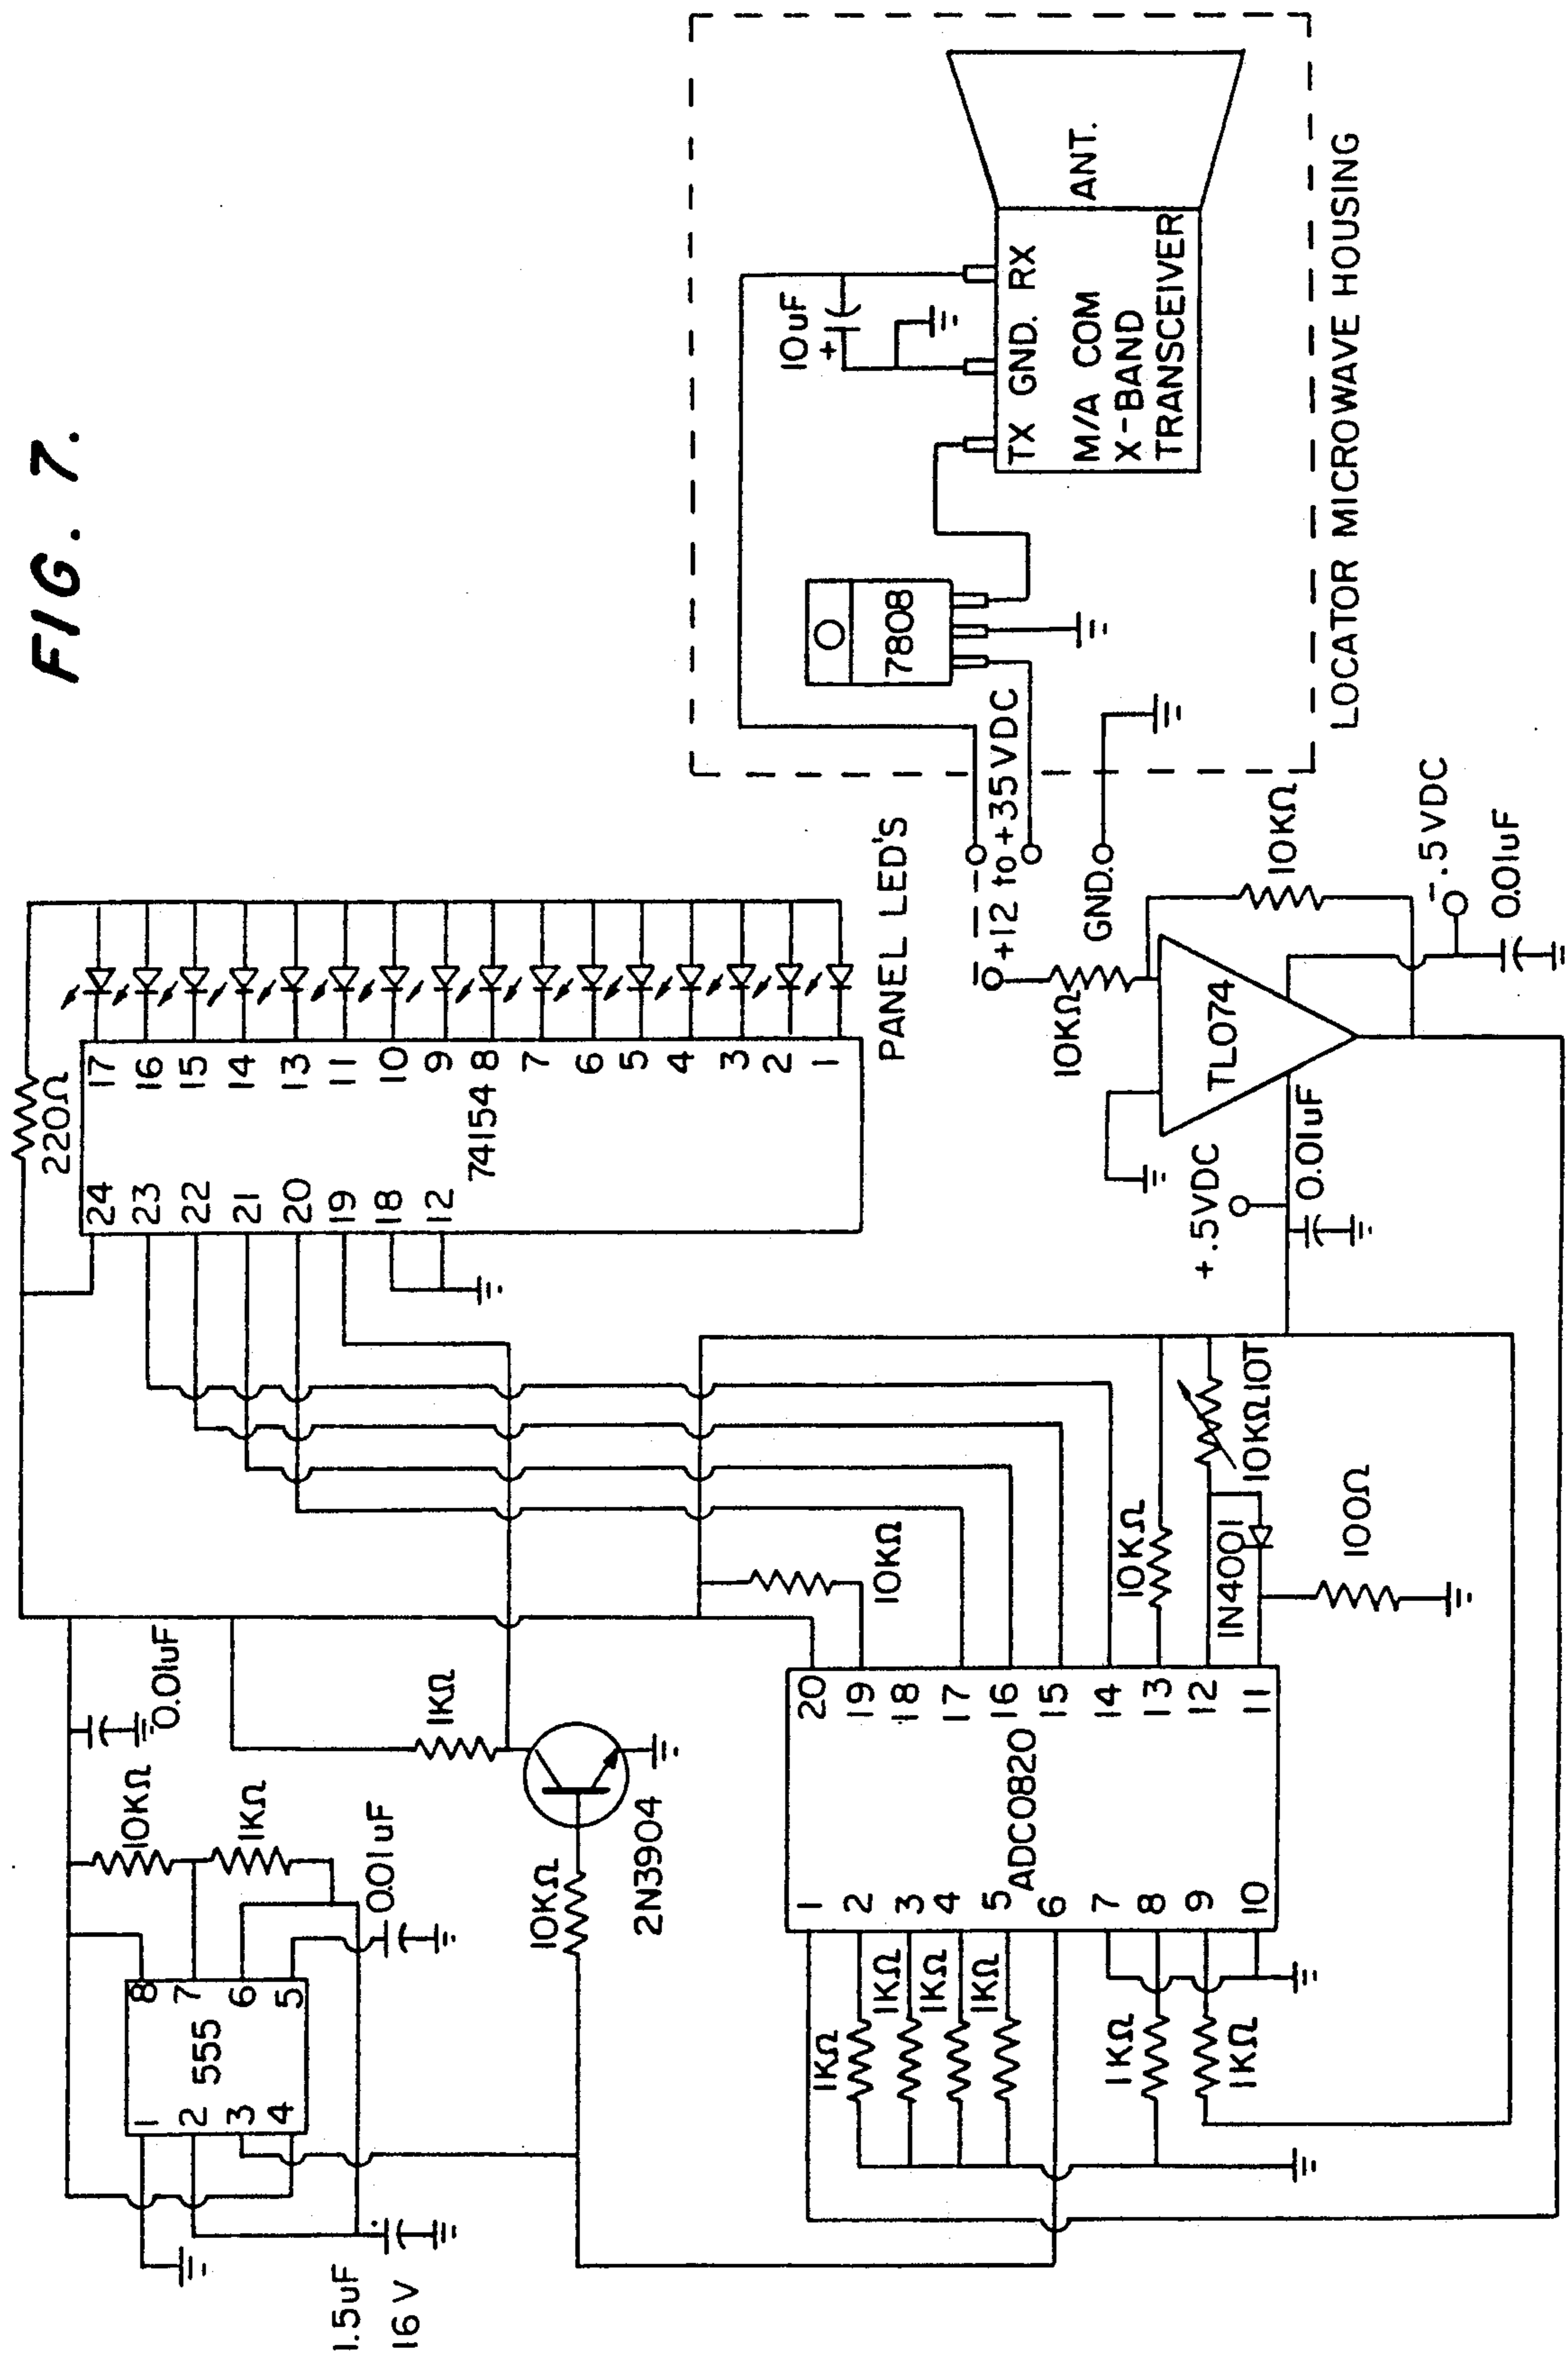 FIG. 7.
1.5uF
16 V
555
1
2
3
4
8
7
6
5
10KΩ
1KΩ
0.01uF
0.01uF
1KΩ
10KΩ
2N3904
220Ω
24
23
22
21
20
19
18
12
74154
17
16
15
14
13
11
10
9
8
7
6
5
4
3
2
1
PANEL LED'S
ADC0820
1
2
3
4
5
6
7
8
9
10
20
19
18
17
16
15
14
13
12
11
1KΩ
1KΩ
1KΩ
1KΩ
1KΩ
1KΩ
10KΩ
10KΩ
1N4001
10KΩ10T
100Ω
+.5VDC
0.01uF
TL074
10KΩ
10KΩ
-.5VDC
0.01uF
+12 to +35VDC
GND.
7808
10uF
+
TX GND. RX
M/A COM
X-BAND
TRANSCEIVER
ANT.
LOCATOR MICROWAVE HOUSING